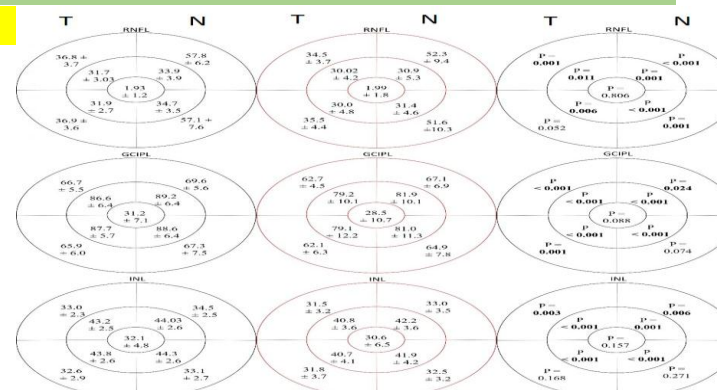 T N T N T N
RNFL RNFL RNFL
36.8 ± 3.7
57.8 ± 6.2
31.7 ± 3.03
33.9 ± 3.9
1.93 ± 1.2
31.9 ± 2.7
34.7 ± 3.5
36.9 ± 3.6
57.1 ± 7.6
34.5 ± 3.7
52.3 ± 9.4
30.02 ± 4.2
30.9 ± 5.3
1.99 ± 1.8
30.0 ± 4.8
31.4 ± 4.6
35.5 ± 4.4
51.6 ±10.3
P = 0.001
P < 0.001
P = 0.011
P = 0.001
P = 0.806
P = 0.006
P < 0.001
P = 0.052
P = 0.001
GCIPL GCIPL GCIPL
66.7 ± 5.5
69.6 ± 5.6
86.6 ± 6.4
89.2 ± 6.4
31.2 ± 7.1
87.7 ± 5.7
88.6 ± 6.4
65.9 ± 6.0
67.3 ± 7.5
62.7 ± 4.5
67.1 ± 6.9
79.2 ± 10.1
81.9 ± 10.1
28.5 ± 10.7
79.1 ± 12.2
81.0 ± 11.3
62.1 ± 6.3
64.9 ± 7.8
P < 0.001
P = 0.024
P < 0.001
P < 0.001
P = 0.088
P < 0.001
P < 0.001
P = 0.001
P = 0.074
INL INL INL
33.0 ± 2.3
34.5 ± 2.5
43.2 ± 2.5
44.03 ± 2.6
32.1 ± 4.8
43.8 ± 2.6
44.3 ± 2.6
32.6 ± 2.9
33.1 ± 2.7
31.5 ± 3.2
33.0 ± 3.5
40.8 ± 3.6
42.2 ± 3.6
30.6 ± 6.5
40.7 ± 4.1
41.9 ± 4.2
31.8 ± 3.7
32.5 ± 3.2
P = 0.003
P = 0.006
P < 0.001
P = 0.001
P = 0.157
P < 0.001
P < 0.001
P = 0.168
P = 0.271